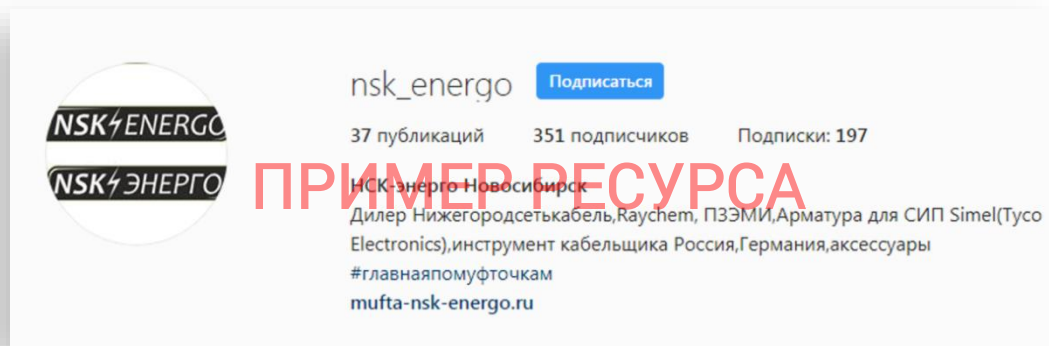 NSK ENERGO
NSK ЭНЕРГО
nsk_energo Подписаться
37 публикаций 351 подписчиков Подписки: 197
ПРИМЕР РЕСУРСА
НСК-энерго Новосибирск
Дилер Нижегородсетькабель,Raychem, ПЗЭМИ,Арматура для СИП Simel(Tyco
Electronics),инструмент кабельщика Россия,Германия,аксессуары
#главнаяпомуфточкам
mufta-nsk-energo.ru